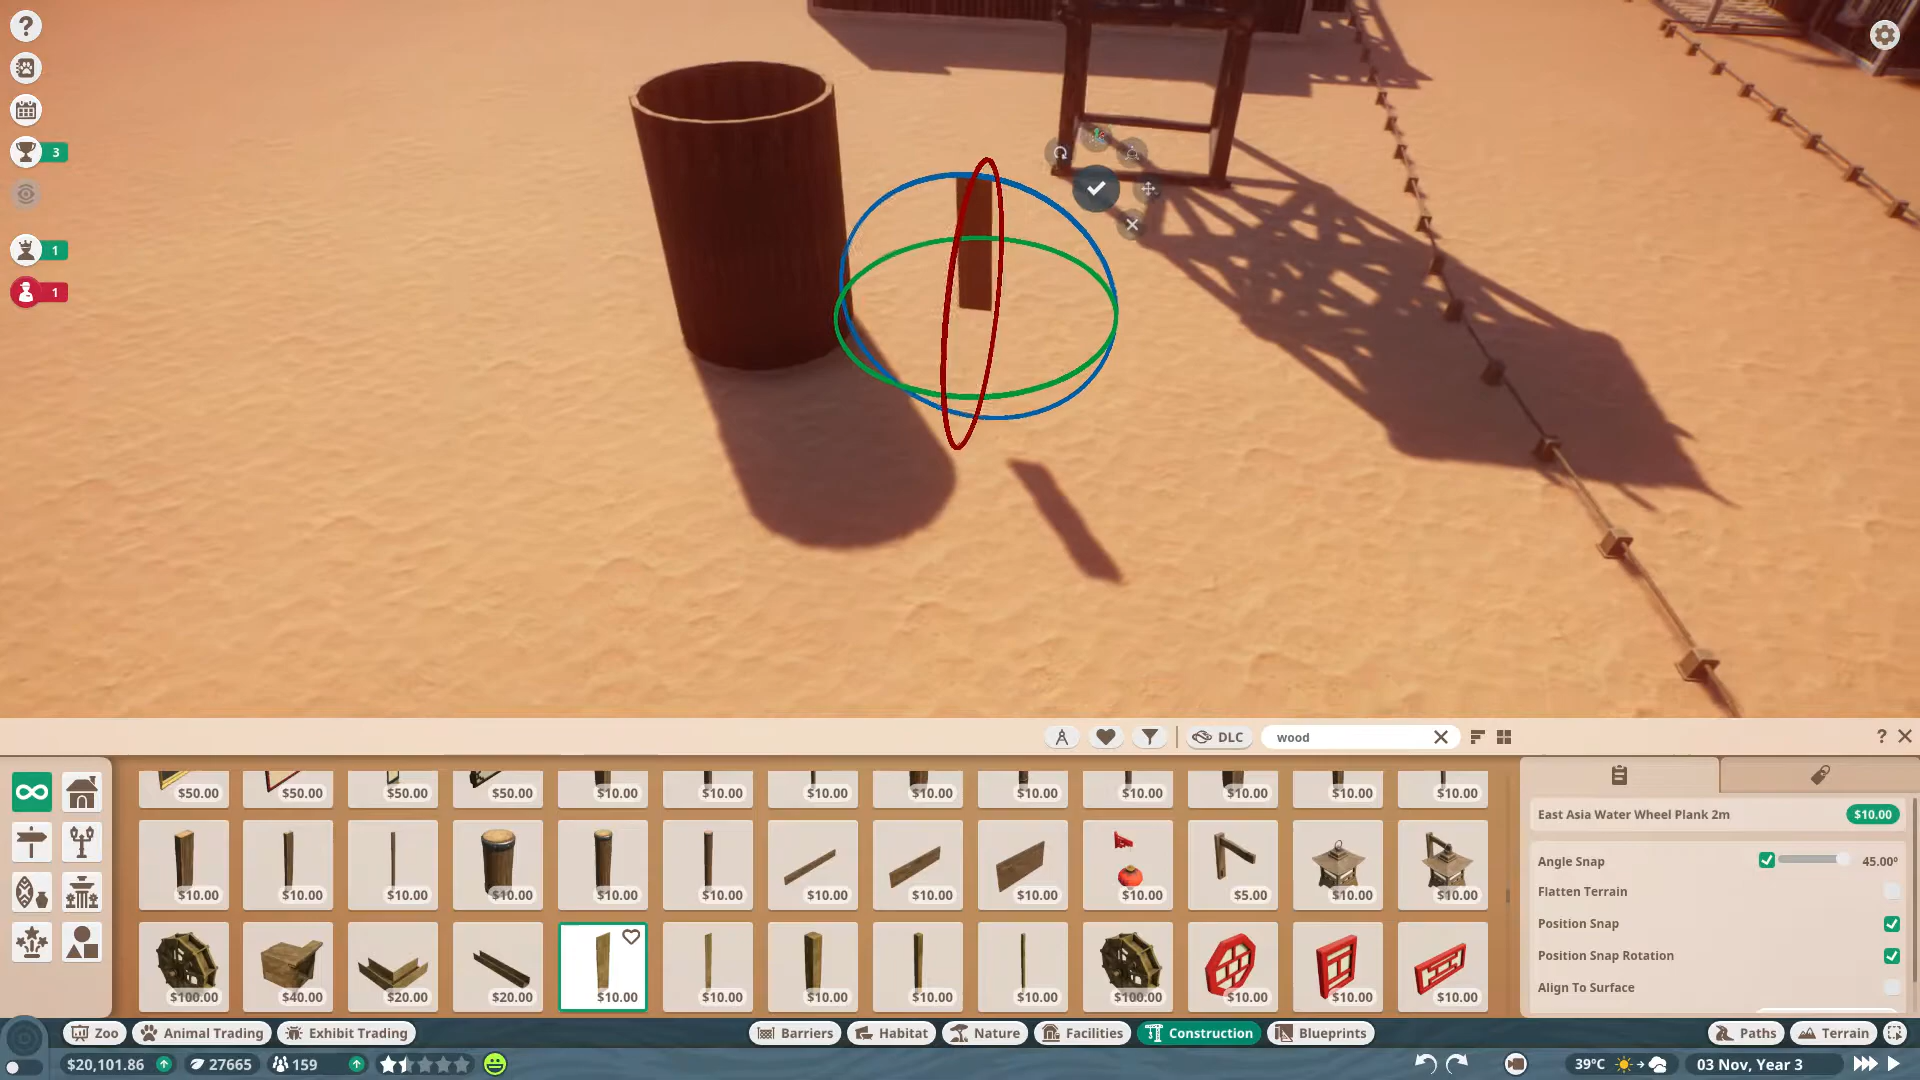 3
1
1
DLC
wood
$50.00 $50.00 $50.00 $50.00 $10.00 $10.00 $10.00 $10.00 $10.00 $10.00 $10.00 $10.00 $10.00
$10.00 $10.00 $10.00 $10.00 $10.00 $10.00 $10.00 $10.00 $10.00 $10.00 $5.00 $10.00 $10.00
$100.00 $40.00 $20.00 $20.00 $10.00 $10.00 $10.00 $10.00 $10.00 $100.00 $10.00 $10.00 $10.00
East Asia Water Wheel Plank 2m $10.00
Angle Snap 45.00°
Flatten Terrain
Position Snap
Position Snap Rotation
Align To Surface
Zoo Animal Trading Exhibit Trading Barriers Habitat Nature Facilities Construction Blueprints Paths Terrain
$20,101.86 27665 159 39°C 03 Nov, Year 3